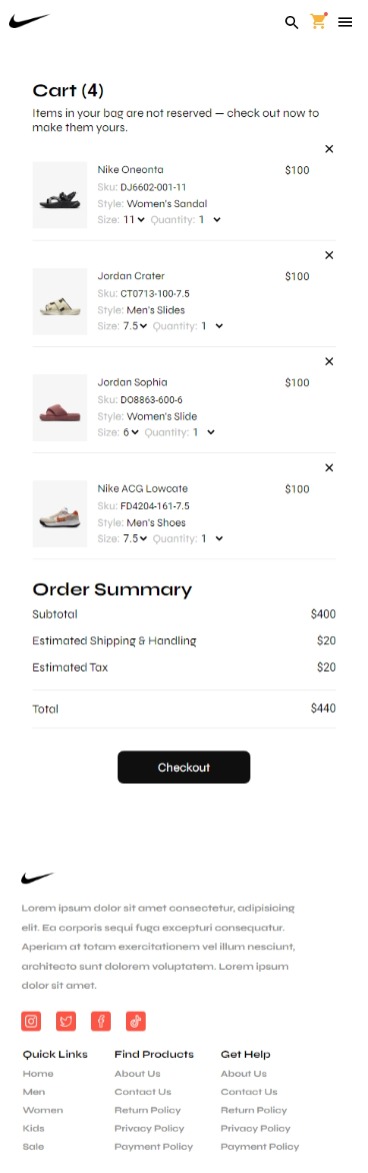 Cart (4)
Items in your bag are not reserved — check out now to
make them yours.
Nike Oneonta $100
Sku: DJ6602-001-11
Style: Women's Sandal
Size: 11 Quantity: 1
Jordan Crater $100
Sku: CT0713-100-7.5
Style: Men's Slides
Size: 7.5 Quantity: 1
Jordan Sophia $100
Sku: DO8863-600-6
Style: Women's Slide
Size: 6 Quantity: 1
Nike ACG Lowcate $100
Sku: FD4204-161-7.5
Style: Men's Shoes
Size: 7.5 Quantity: 1
Order Summary
Subtotal $400
Estimated Shipping & Handling $20
Estimated Tax $20
Total $440
Checkout
Lorem ipsum dolor sit amet consectetur, adipisicing
elit. Ea corporis sequi fuga excepturi consequatur.
Aperiam at totam exercitationem vel illum nesciunt,
architecto sunt dolorem voluptatem. Lorem ipsum
dolor sit amet.
Quick Links Find Products Get Help
Home About Us About Us
Men Contact Us Contact Us
Women Return Policy Return Policy
Kids Privacy Policy Privacy Policy
Sale Payment Policy Payment Policy